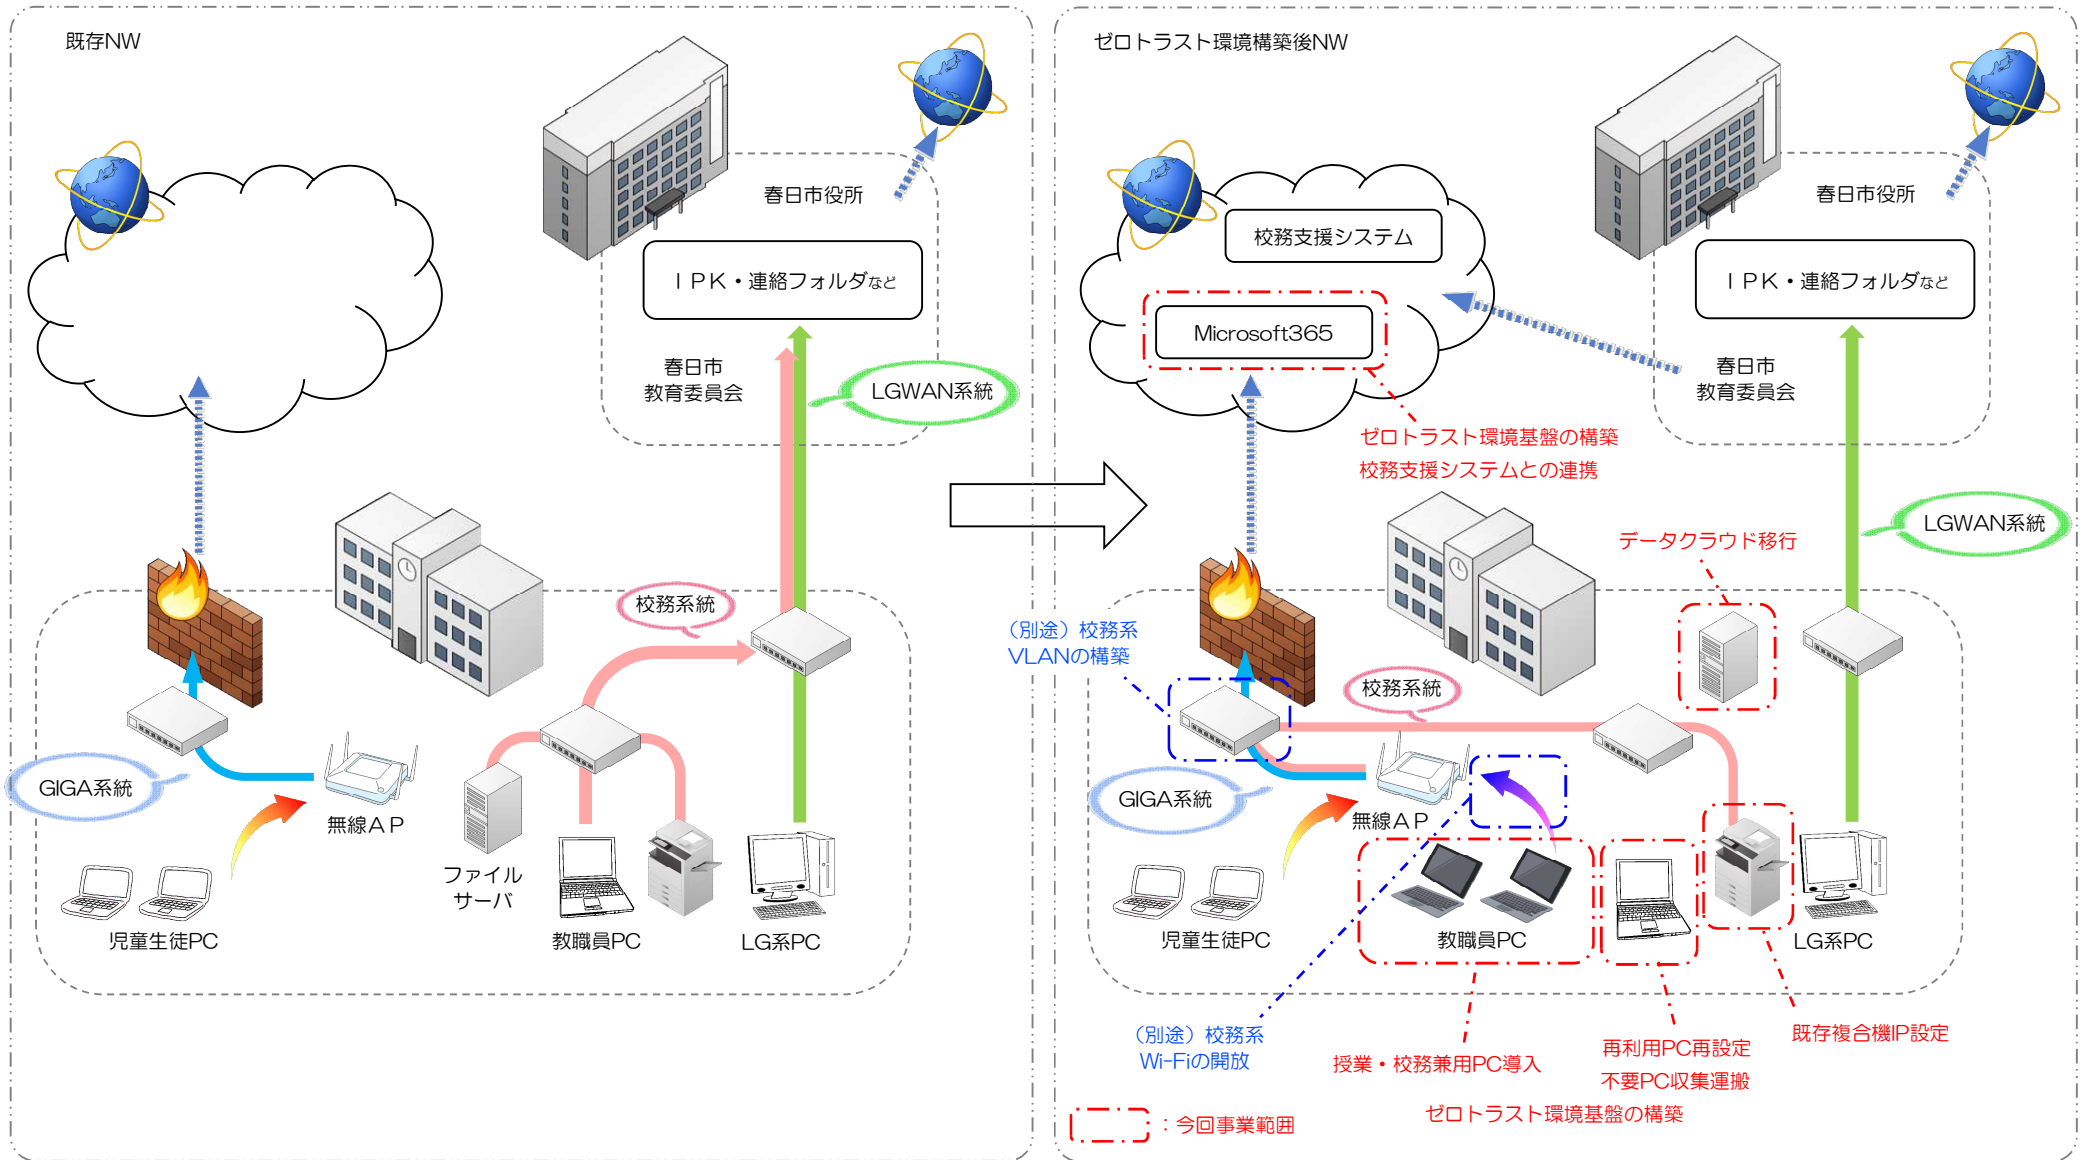 既存NW
春日市役所
ＩＰＫ・連絡フォルダなど
春日市
教育委員会
LGWAN系統
校務系統
GIGA系統
無線ＡＰ
ファイル
サーバ
児童生徒PC
教職員PC
LG系PC
ゼロトラスト環境構築後NW
春日市役所
校務支援システム
ＩＰＫ・連絡フォルダなど
Microsoft365
春日市
教育委員会
ゼロトラスト環境基盤の構築
校務支援システムとの連携
LGWAN系統
データクラウド移行
（別途）校務系
VLANの構築
校務系統
GIGA系統
無線ＡＰ
児童生徒PC
教職員PC
LG系PC
（別途）校務系
Wi-Fiの開放
授業・校務兼用PC導入
再利用PC再設定
不要PC収集運搬
既存複合機IP設定
ゼロトラスト環境基盤の構築
：今回事業範囲